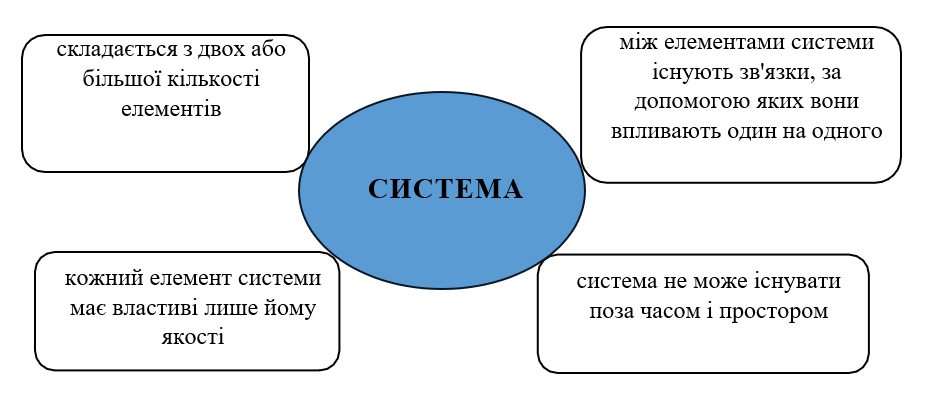 складається з двох або
більшої кількості
елементів
між елементами системи
існують зв'язки, за
допомогою яких вони
впливають один на одного
СИСТЕМА
кожний елемент системи
має властиві лише йому
якості
система не може існувати
поза часом і простором